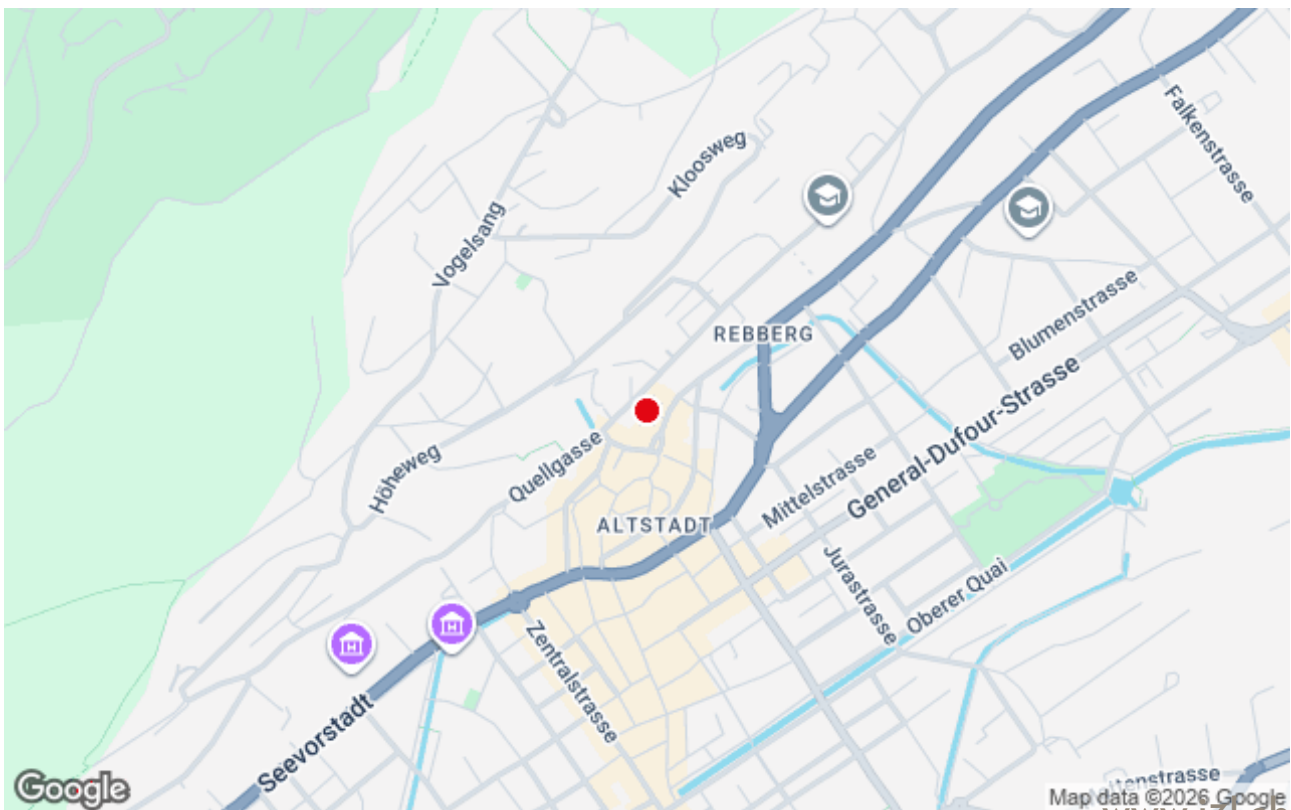 Falkenstrasse
Kloosweg
Vogelsang
Blumenstrasse
REBBERG
General-Dufour-Strasse
Höheweg
Quellgasse
Mittelstrasse
ALTSTADT
Jurastrasse
Oberer Quai
Zentralstrasse
Seevorstadt
Google
Map data ©2026 Google